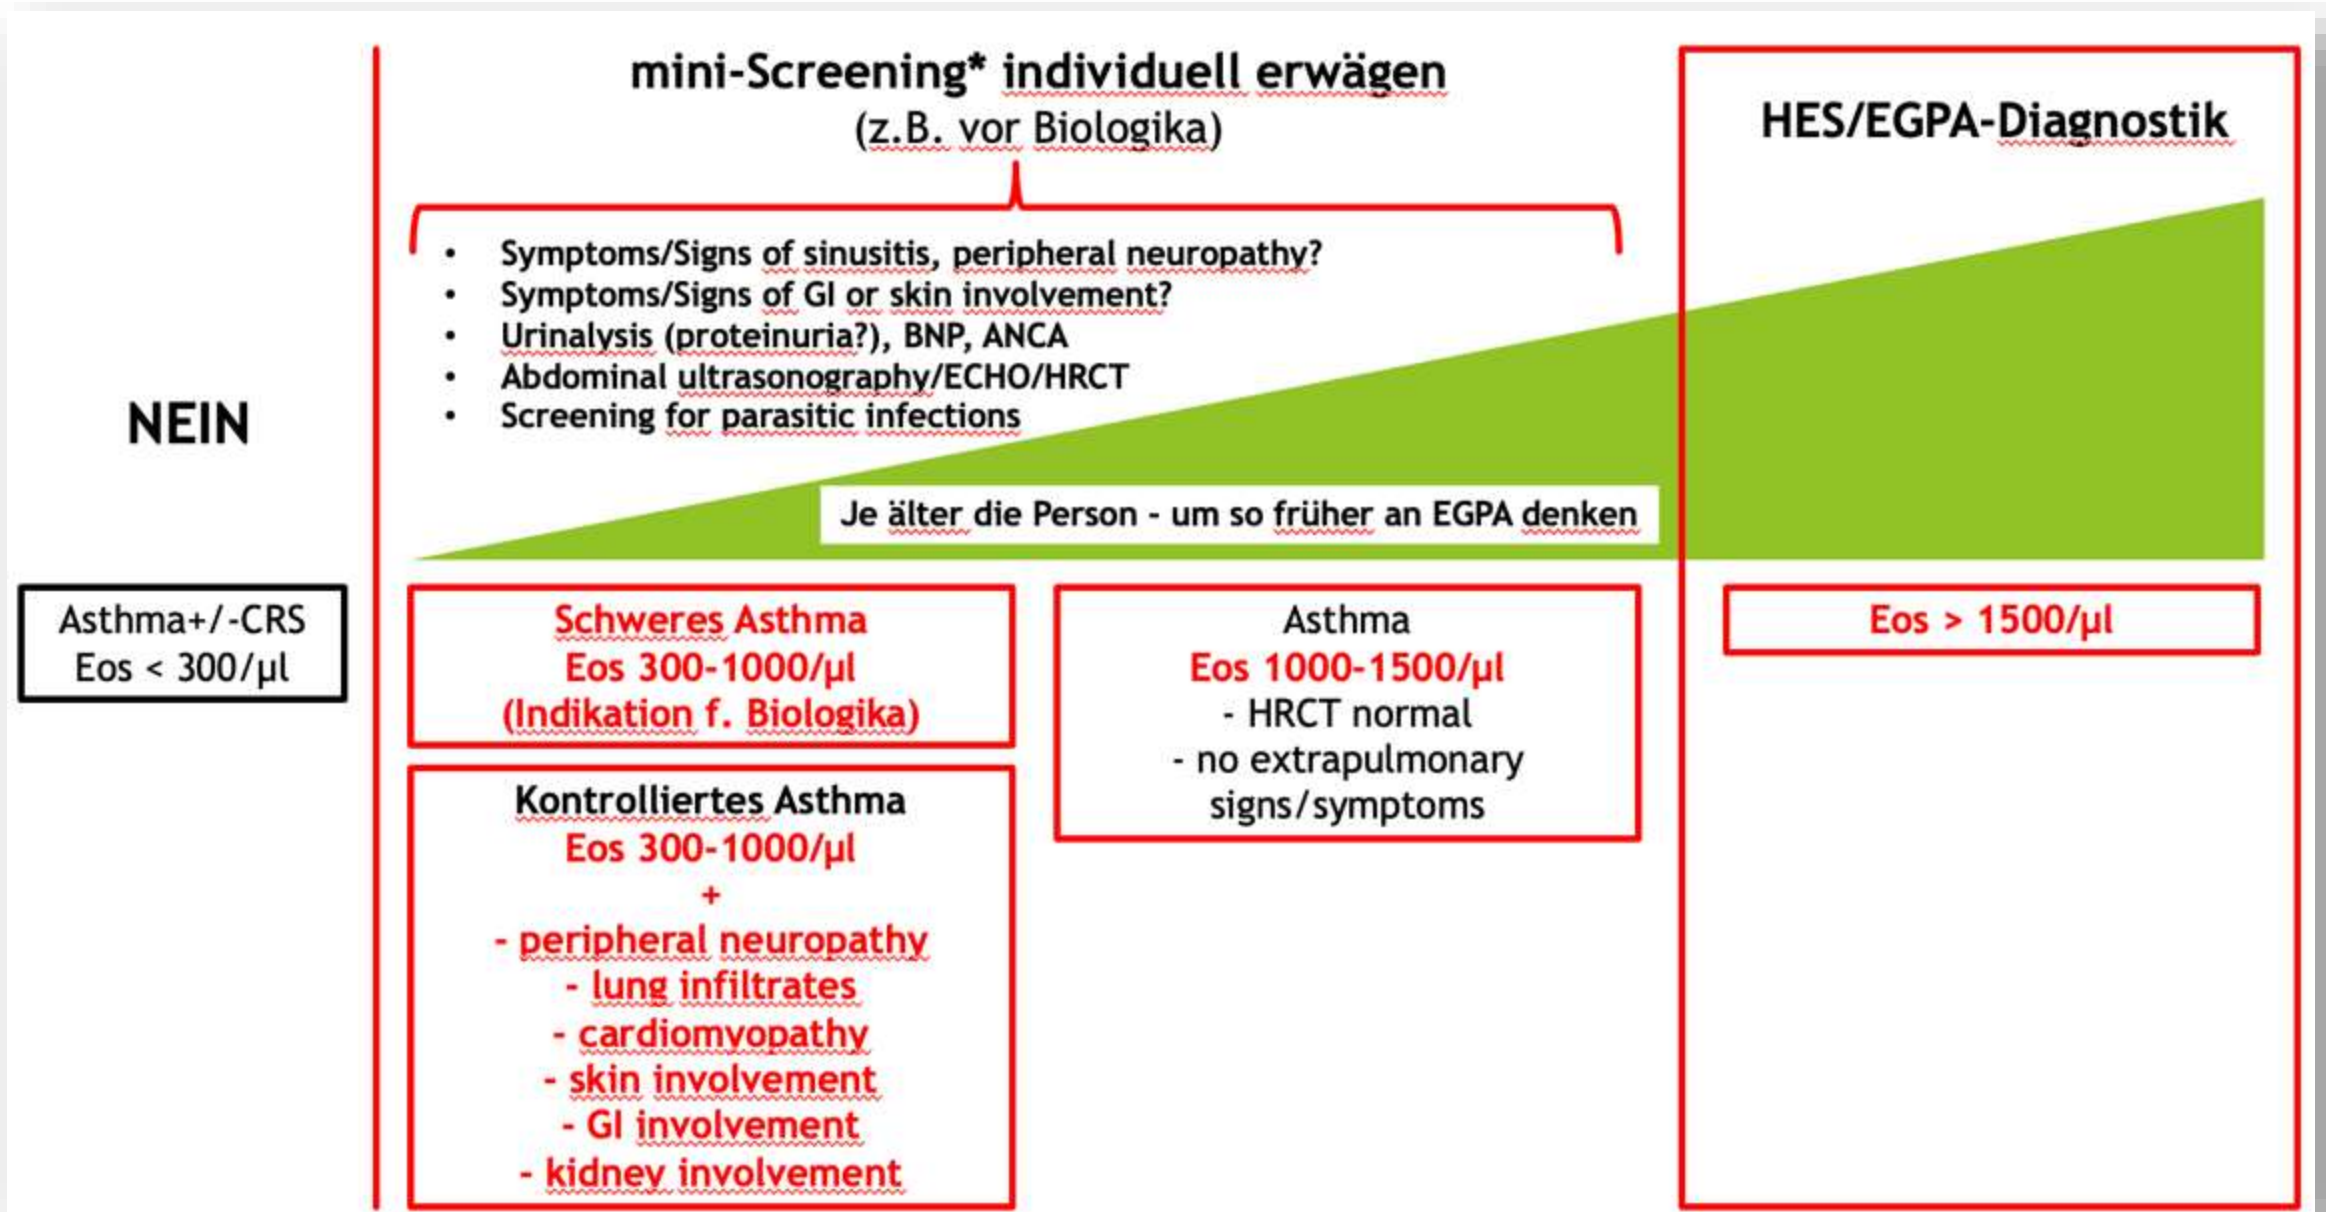 mini-Screening* individuell erwägen
(z.B. vor Biologika)
HES/EGPA-Diagnostik
• Symptoms/Signs of sinusitis, peripheral neuropathy?
• Symptoms/Signs of GI or skin involvement?
• Urinalysis (proteinuria?), BNP, ANCA
• Abdominal ultrasonography/ECHO/HRCT
• Screening for parasitic infections
NEIN
Je älter die Person - um so früher an EGPA denken
Asthma+/-CRS
Eos < 300/µl
Schweres Asthma
Eos 300-1000/µl
(Indikation f. Biologika)
Kontrolliertes Asthma
Eos 300-1000/µl
+
- peripheral neuropathy
- lung infiltrates
- cardiomyopathy
- skin involvement
- GI involvement
- kidney involvement
Asthma
Eos 1000-1500/µl
- HRCT normal
- no extrapulmonary
signs/symptoms
Eos > 1500/µl